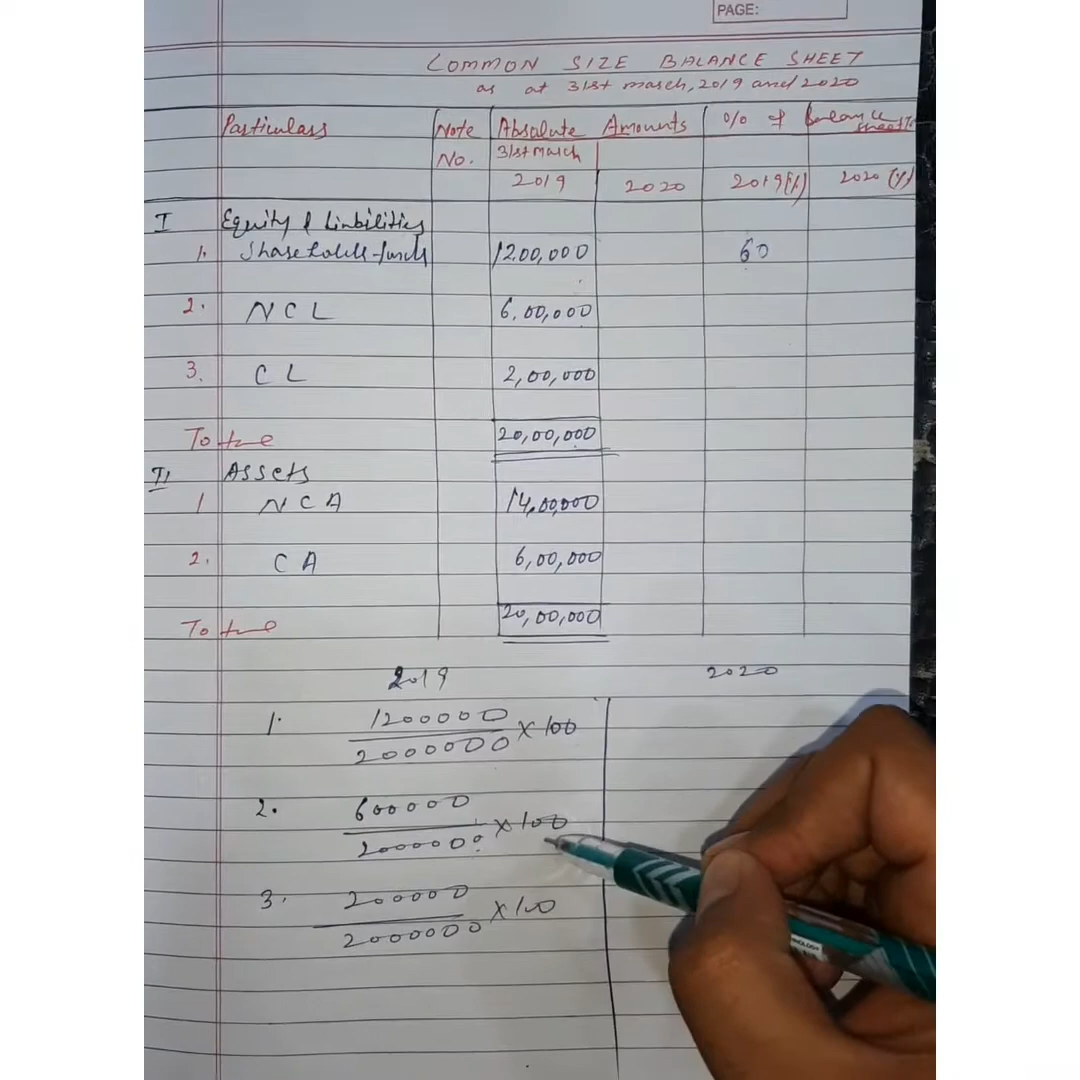 PAGE:
COMMON SIZE BALANCE SHEET
as at 31st march, 2019 and 2020
Particulars Note No. Absolute Amounts % of Balance sheet
31st March
2019 2020 2019(%) 2020 (%)
I Equity & Liabilities
1. Shareholders funds 12,00,000 60
2. NCL 6,00,000
3. CL 2,00,000
Total 20,00,000
II Assets
1 NCA 14,00,000
2. CA 6,00,000
Total 20,00,000
2019 2020
1. 1200000
2000000 × 100
2. 600000
2000000 × 100
3. 200000
2000000 × 100